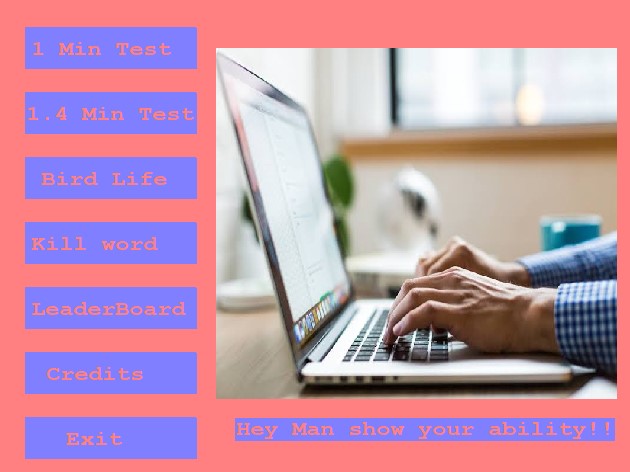 1 Min Test
1.4 Min Test
Bird Life
Kill word
LeaderBoard
Credits
Exit
Hey Man show your ability!!